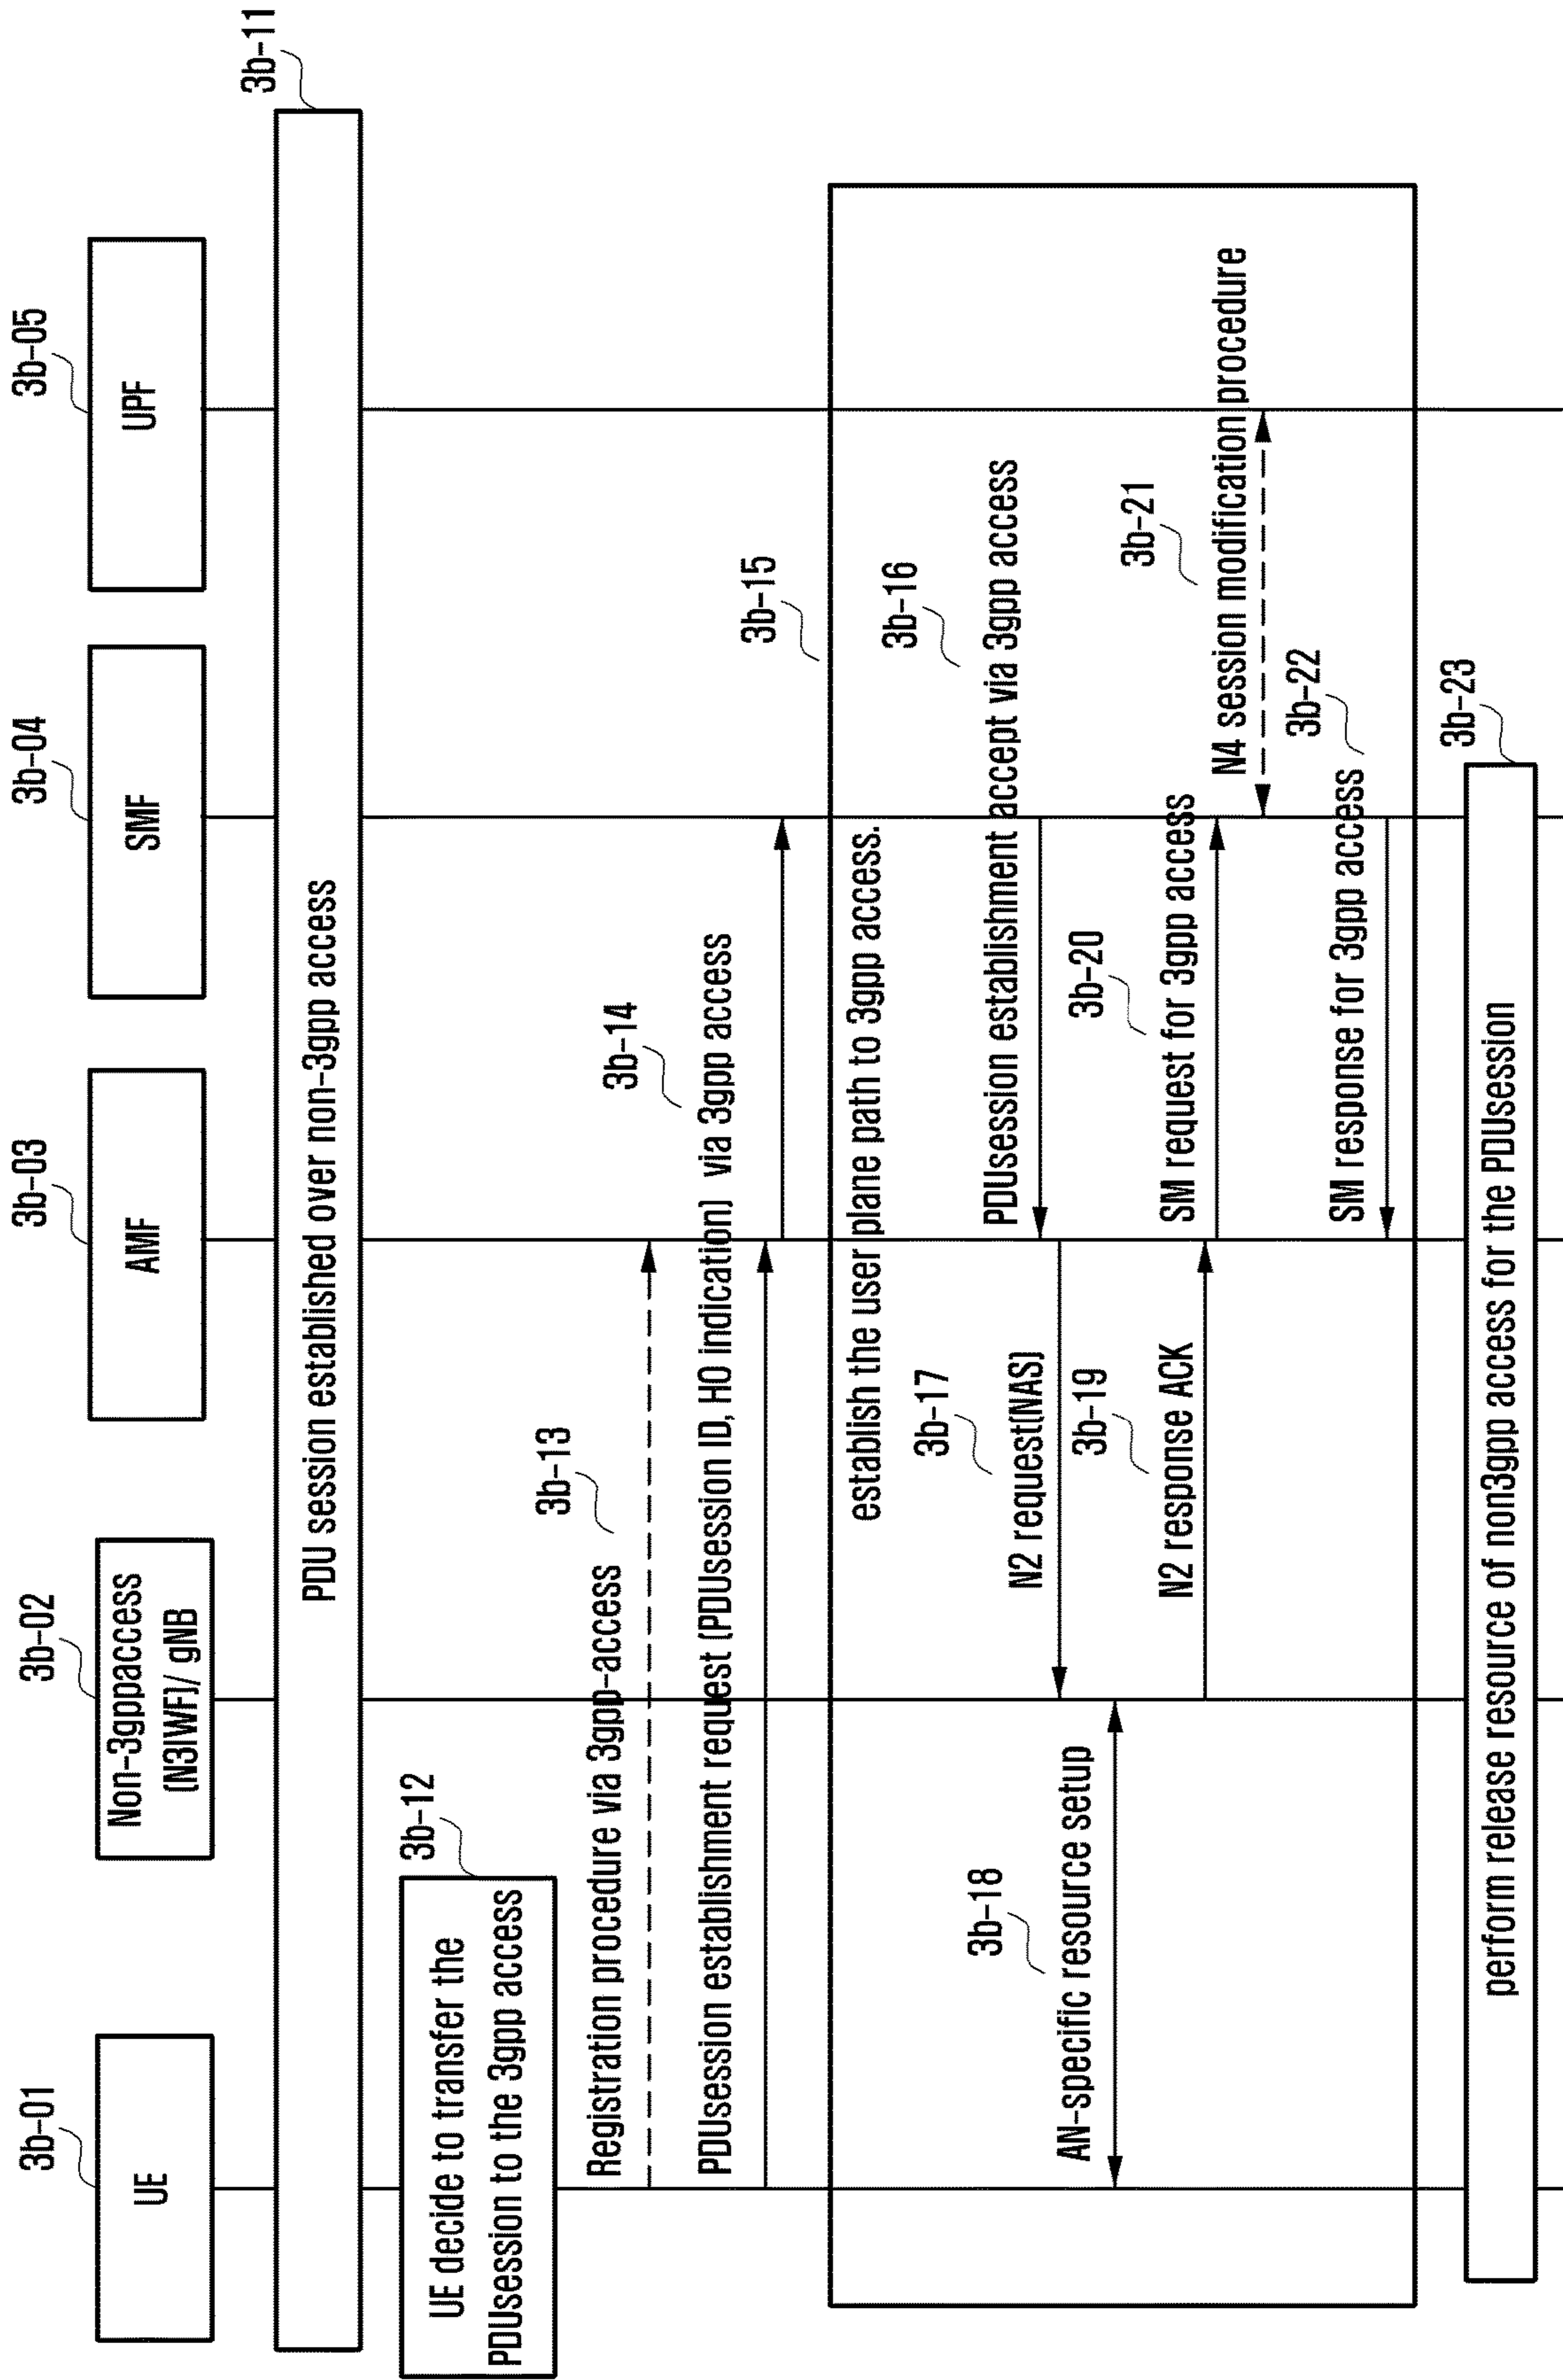 3b-01
3b-02
3b-03
3b-04
3b-05
UE
Non-3gppaccess
(N3IWF)/ gNB
AMF
SMF
UPF
3b-11
PDU session established over non-3gpp access
3b-12
UE decide to transfer the
PDUsession to the 3gpp access
3b-13
Registration procedure via 3gpp-access
3b-14
PDUsession establishment request (PDUsession ID, HO indication) via 3gpp access
3b-15
establish the user plane path to 3gpp access.
3b-16
PDUsession establishment accept via 3gpp access
3b-17
N2 request(NAS)
3b-18
AN-specific resource setup
3b-19
N2 response ACK
3b-20
SM request for 3gpp access
3b-21
N4 session modification procedure
3b-22
SM response for 3gpp access
3b-23
perform release resource of non3gpp access for the PDUsession